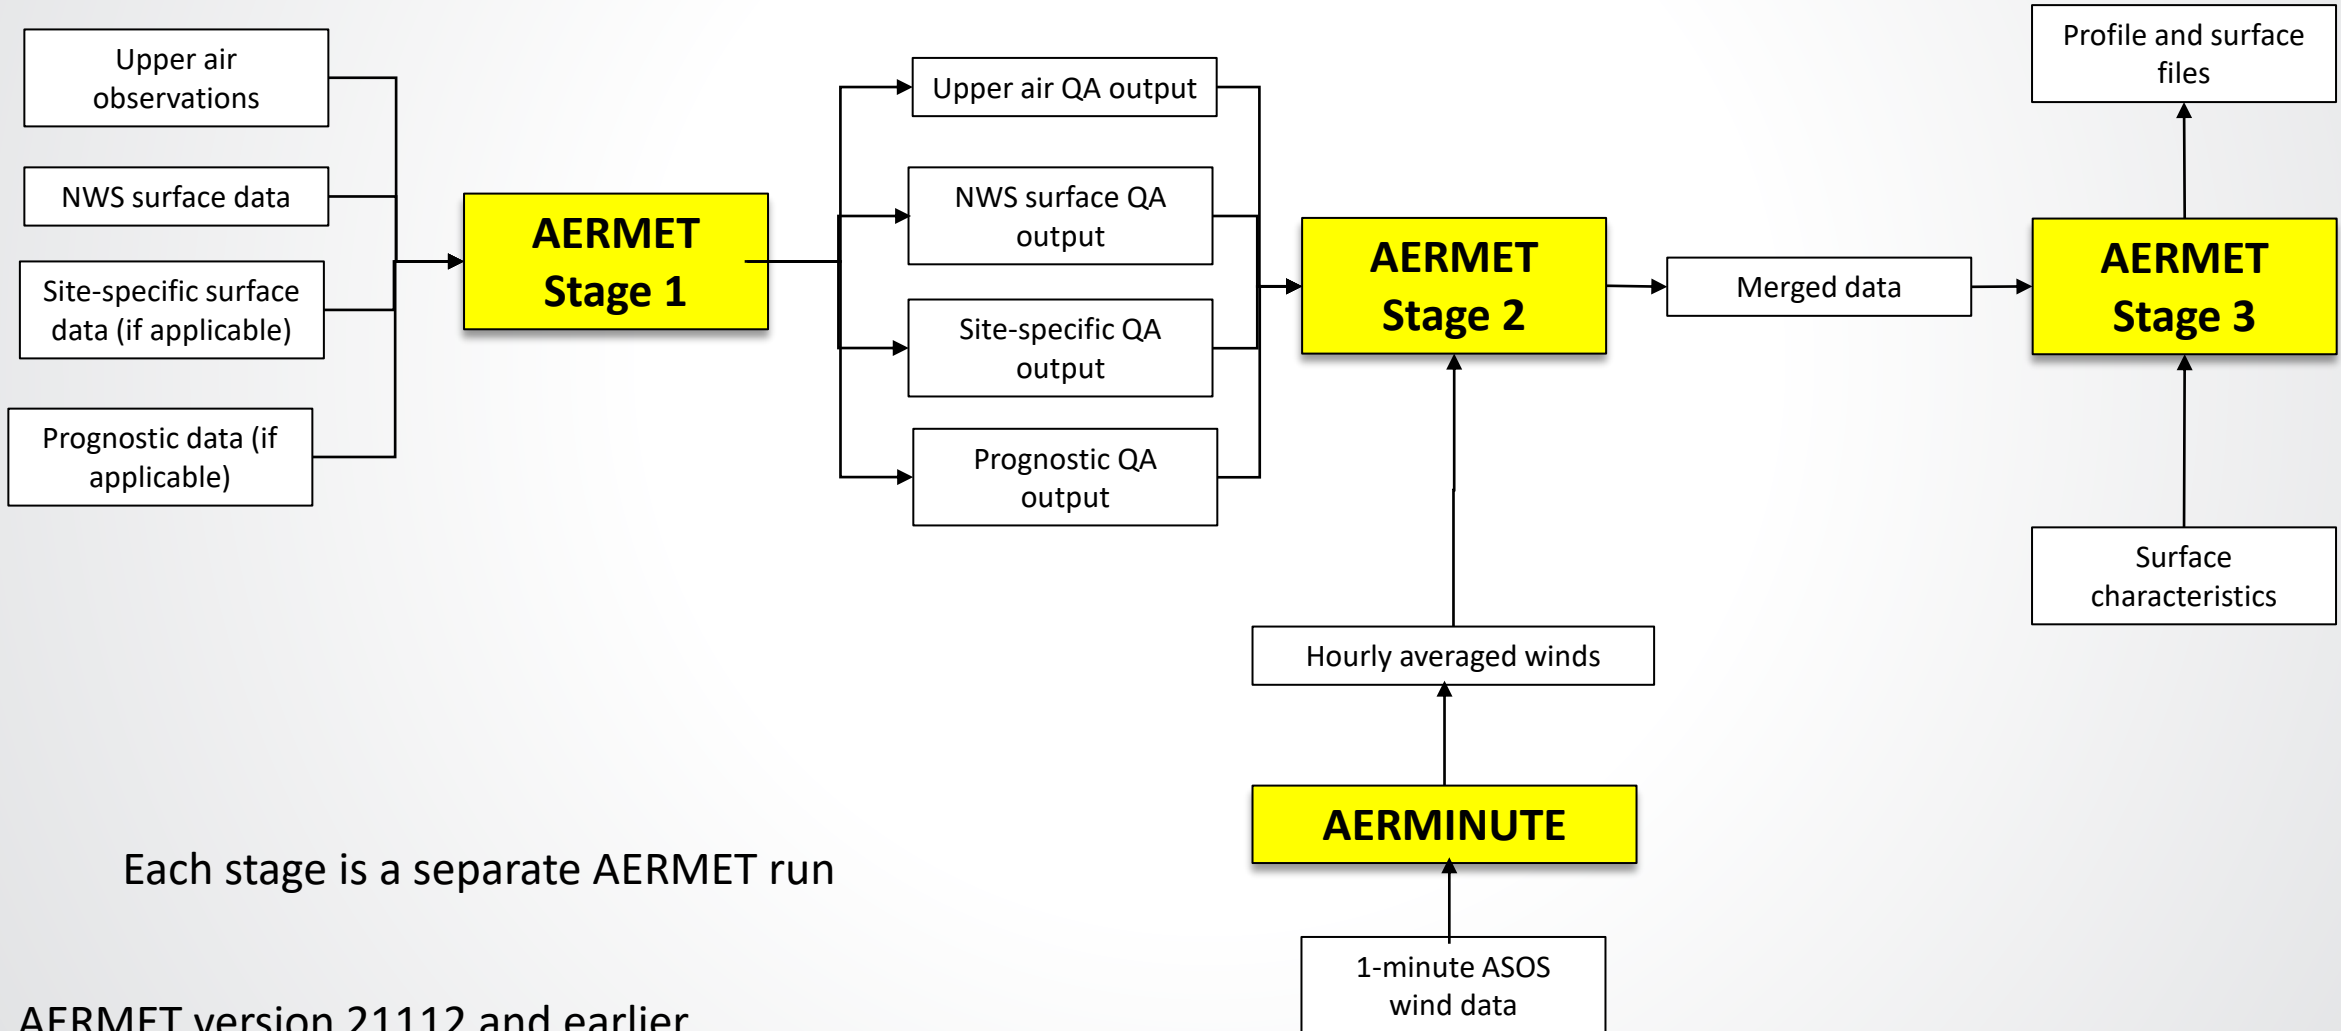 Upper air
observations
NWS surface data
Site-specific surface
data (if applicable)
Prognostic data (if
applicable)
AERMET
Stage 1
Upper air QA output
NWS surface QA
output
Site-specific QA
output
Prognostic QA
output
AERMET
Stage 2
Merged data
Profile and surface
files
AERMET
Stage 3
Surface
characteristics
Hourly averaged winds
AERMINUTE
1-minute ASOS
wind data
Each stage is a separate AERMET run
AERMET version 21112 and earlier